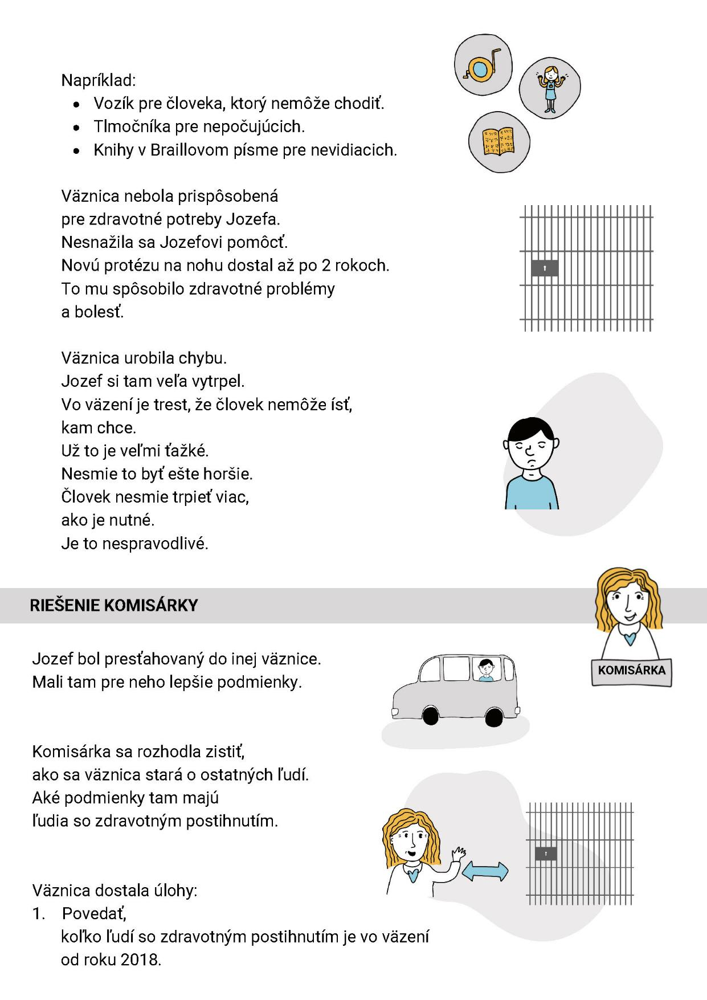 Napríklad:
• Vozík pre človeka, ktorý nemôže chodiť.
• Tlmočníka pre nepočujúcich.
• Knihy v Braillovom písme pre nevidiacich.
Väznica nebola prispôsobená
pre zdravotné potreby Jozefa.
Nesnažila sa Jozefovi pomôcť.
Novú protézu na nohu dostal až po 2 rokoch.
To mu spôsobilo zdravotné problémy
a bolesť.
Väznica urobila chybu.
Jozef si tam veľa vytrpel.
Vo väzení je trest, že človek nemôže ísť,
kam chce.
Už to je veľmi ťažké.
Nesmie to byť ešte horšie.
Človek nesmie trpieť viac,
ako je nutné.
Je to nespravodlivé.
RIEŠENIE KOMISÁRKY
KOMISÁRKA
Jozef bol presťahovaný do inej väznice.
Mali tam pre neho lepšie podmienky.
Komisárka sa rozhodla zistiť,
ako sa väznica stará o ostatných ľudí.
Aké podmienky tam majú
ľudia so zdravotným postihnutím.
Väznica dostala úlohy:
1. Povedať,
koľko ľudí so zdravotným postihnutím je vo väzení
od roku 2018.